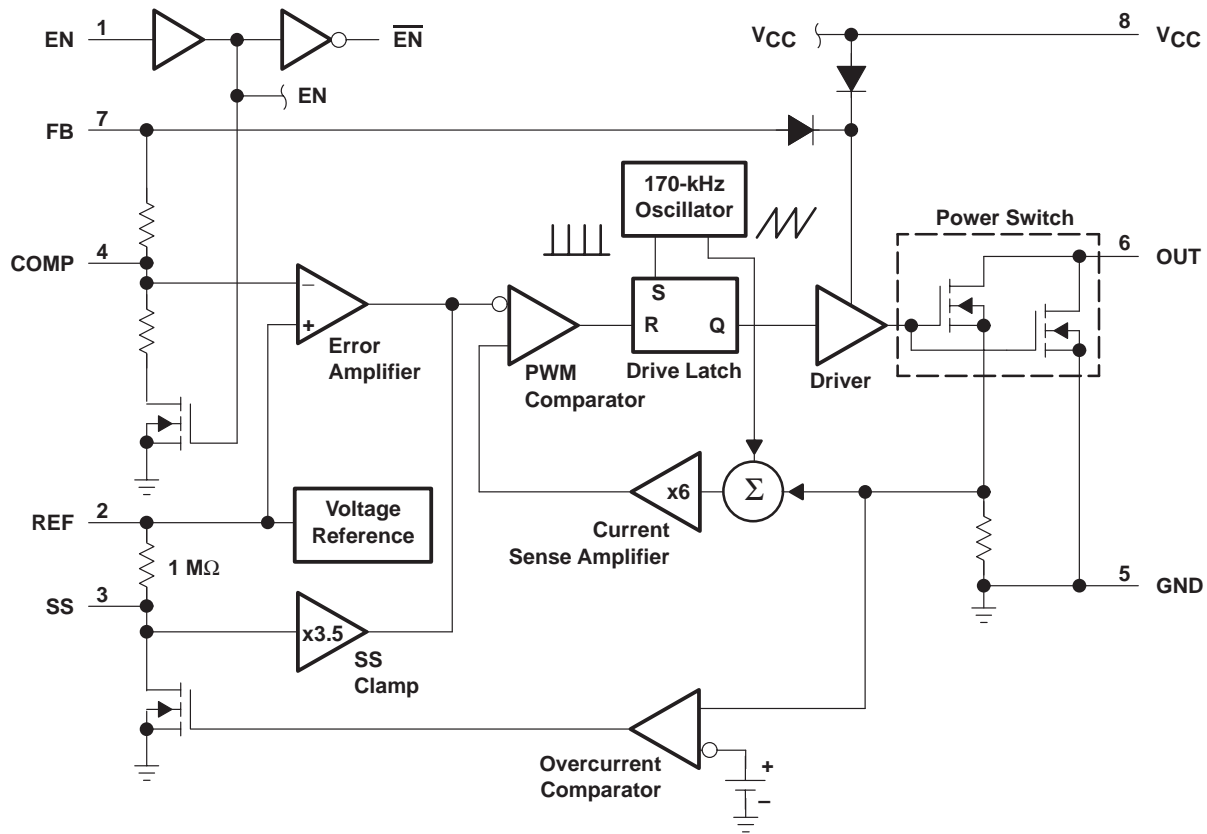 EN
1
EN
VCC
8
VCC
EN
FB
7
170-kHz
Oscillator
Power Switch
6
OUT
COMP
4
–
+
Error
Amplifier
S
R
Q
PWM
Comparator
Drive Latch
Driver
x6
Σ
Current
Sense Amplifier
REF
2
Voltage
Reference
1 MΩ
SS
3
5
GND
x3.5
SS
Clamp
Overcurrent
Comparator
+
–